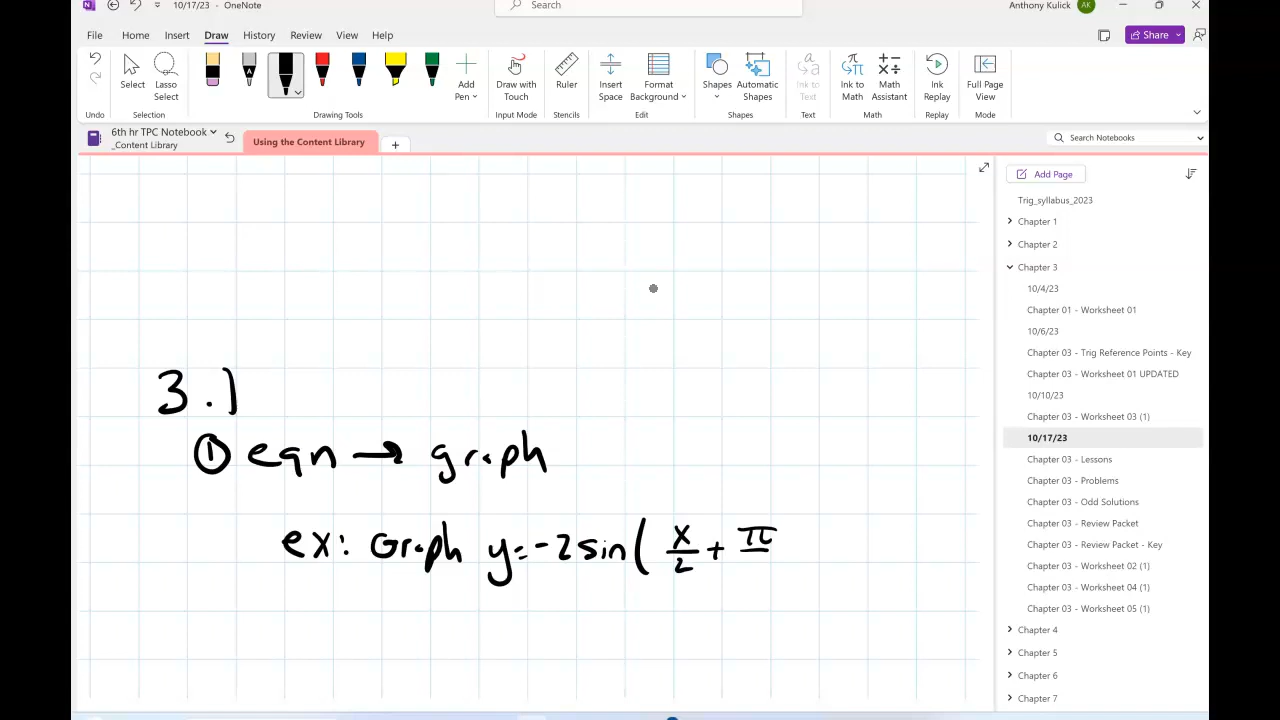 10/17/23 - OneNote
Search
Anthony Kulick
AK
File Home Insert Draw History Review View Help
Share
Select
Lasso Select
Add Pen
Draw with Touch
Ruler
Insert Space
Format Background
Shapes
Automatic Shapes
Ink to Text
Ink to Math
Math Assistant
Ink Replay
Full Page View
Undo Selection Drawing Tools Input Mode Stencils Edit Shapes Text Math Replay Mode
6th hr TPC Notebook
_Content Library
Using the Content Library
+
Search Notebooks
Add Page
Trig_syllabus_2023
Chapter 1
Chapter 2
Chapter 3
10/4/23
Chapter 01 - Worksheet 01
10/6/23
Chapter 03 - Trig Reference Points - Key
Chapter 03 - Worksheet 01 UPDATED
10/10/23
Chapter 03 - Worksheet 03 (1)
10/17/23
Chapter 03 - Lessons
Chapter 03 - Problems
Chapter 03 - Odd Solutions
Chapter 03 - Review Packet
Chapter 03 - Review Packet - Key
Chapter 03 - Worksheet 02 (1)
Chapter 03 - Worksheet 04 (1)
Chapter 03 - Worksheet 05 (1)
Chapter 4
Chapter 5
Chapter 6
Chapter 7
3.1
① eqn → graph
ex: Graph y=-2sin( x/2 + π